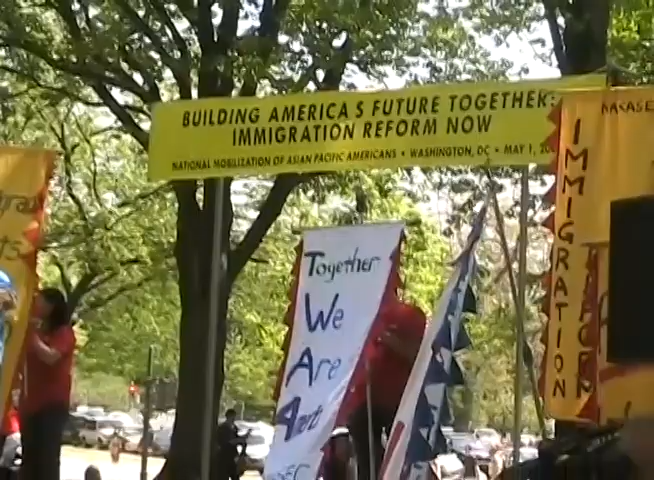 BUILDING AMERICA'S FUTURE TOGETHER:
IMMIGRATION REFORM NOW
NATIONAL MOBILIZATION OF ASIAN PACIFIC AMERICANS • WASHINGTON, DC • MAY 1,
Together
We
Are
IMMIGRATION